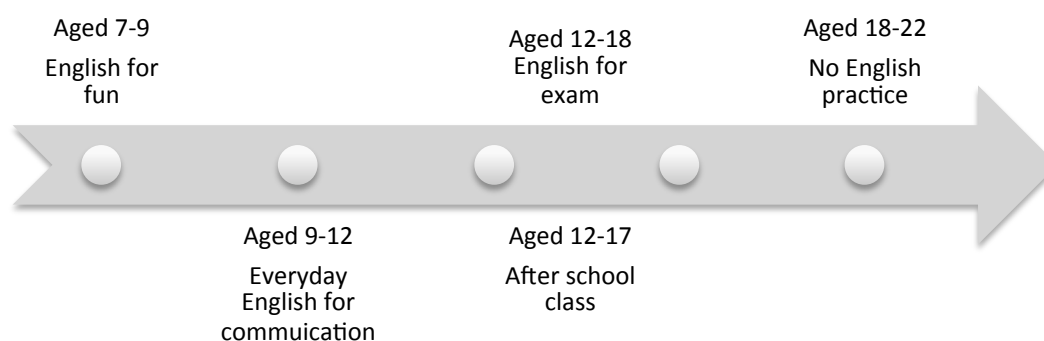 Aged 7-9
English for
fun
Aged 9-12
Everyday
English for
commuication
Aged 12-18
English for
exam
Aged 12-17
After school
class
Aged 18-22
No English
practice